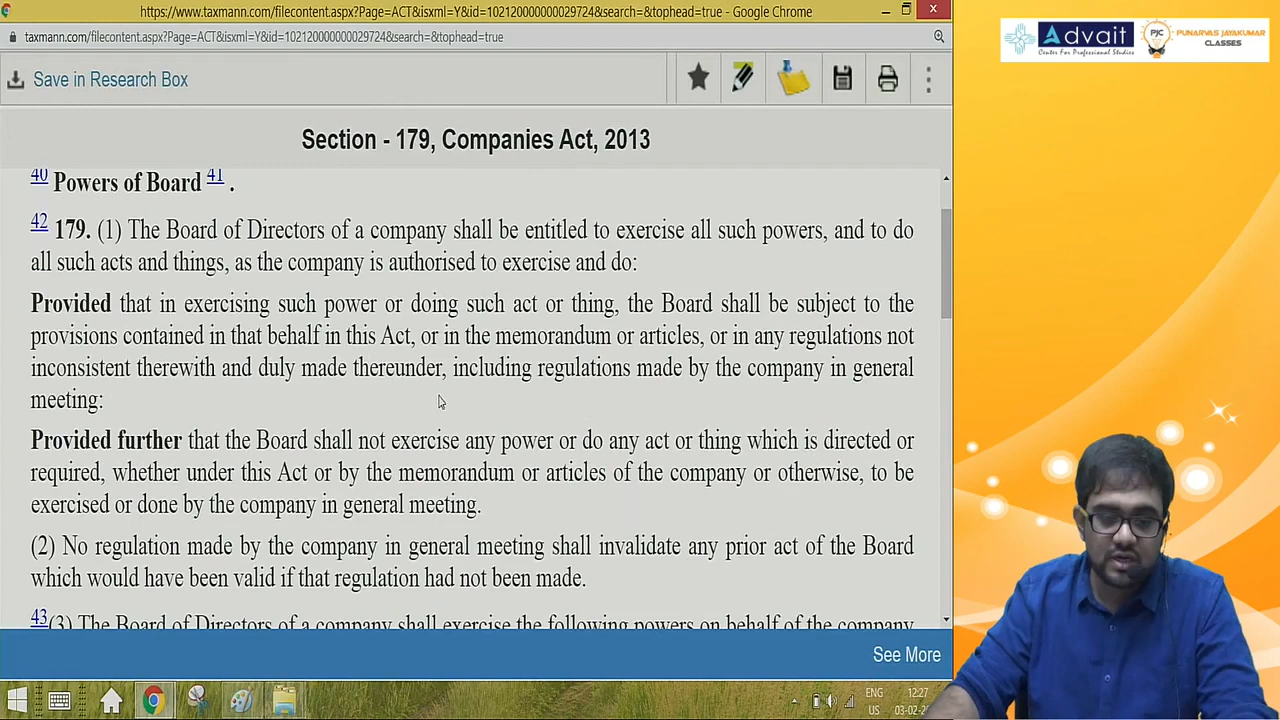 https://www.taxmann.com/filecontent.aspx?Page=ACT&isxml=Y&id=102120000000029724&search=&tophead=true - Google Chrome
taxmann.com/filecontent.aspx?Page=ACT&isxml=Y&id=102120000000029724&search=&tophead=true
Advait
Center For Professional Studies
PJC
PUNARVAS JAYAKUMAR
CLASSES
Save in Research Box
Section - 179, Companies Act, 2013
40 Powers of Board 41 .
42 179. (1) The Board of Directors of a company shall be entitled to exercise all such powers, and to do
all such acts and things, as the company is authorised to exercise and do:
Provided that in exercising such power or doing such act or thing, the Board shall be subject to the
provisions contained in that behalf in this Act, or in the memorandum or articles, or in any regulations not
inconsistent therewith and duly made thereunder, including regulations made by the company in general
meeting:
Provided further that the Board shall not exercise any power or do any act or thing which is directed or
required, whether under this Act or by the memorandum or articles of the company or otherwise, to be
exercised or done by the company in general meeting.
(2) No regulation made by the company in general meeting shall invalidate any prior act of the Board
which would have been valid if that regulation had not been made.
43 (3) The Board of Directors of a company shall exercise the following powers on behalf of the company
See More
ENG
US
12:27
03-02-2